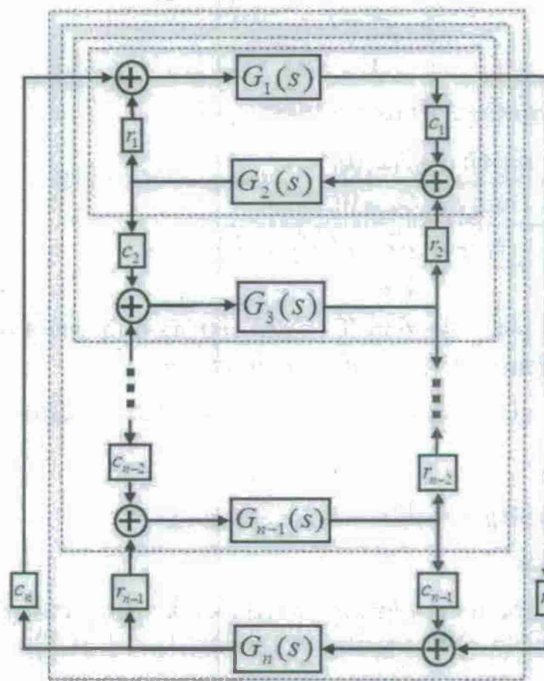 G₁(s)
r₁
c₁
G₂(s)
c₂
r₂
G₃(s)
cₙ₋₂
rₙ₋₂
Gₙ₋₁(s)
cₙ
rₙ₋₁
cₙ₋₁
Gₙ(s)